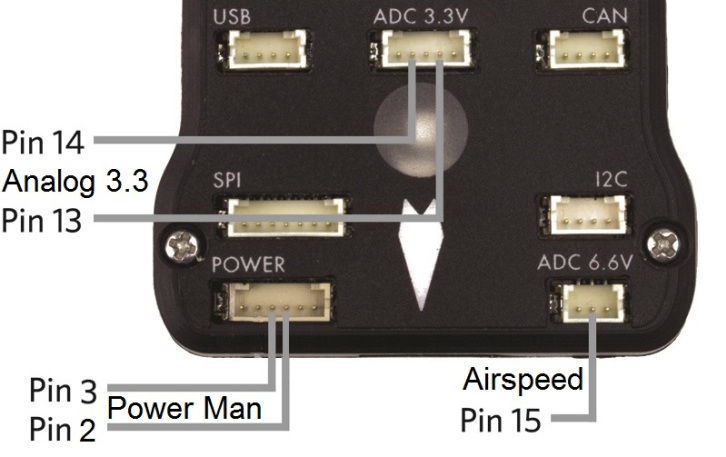 USB
ADC 3.3V
CAN
Pin 14
Analog 3.3
Pin 13
SPI
I2C
POWER
ADC 6.6V
Pin 3
Power Man
Pin 2
Airspeed
Pin 15